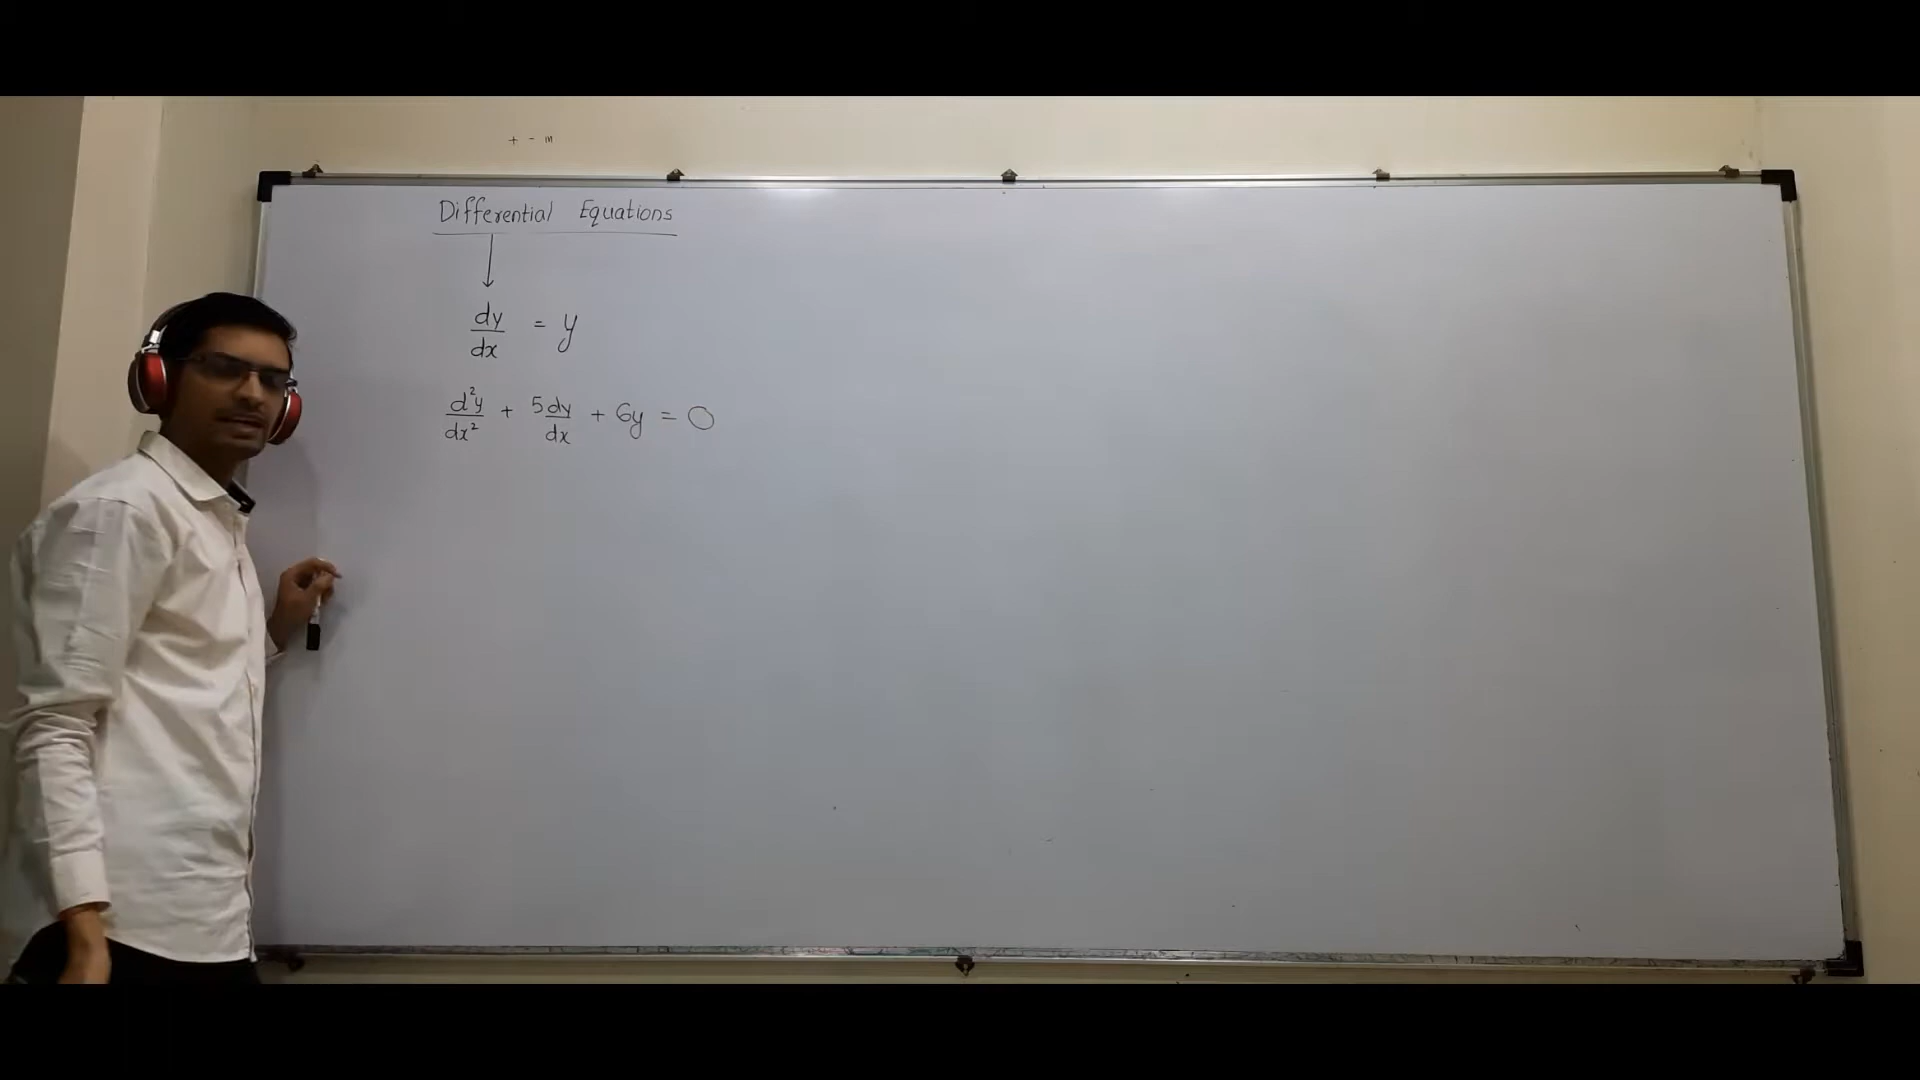 + - m
Differential Equations
dy/dx = y
d²y/dx² + 5dy/dx + 6y = 0